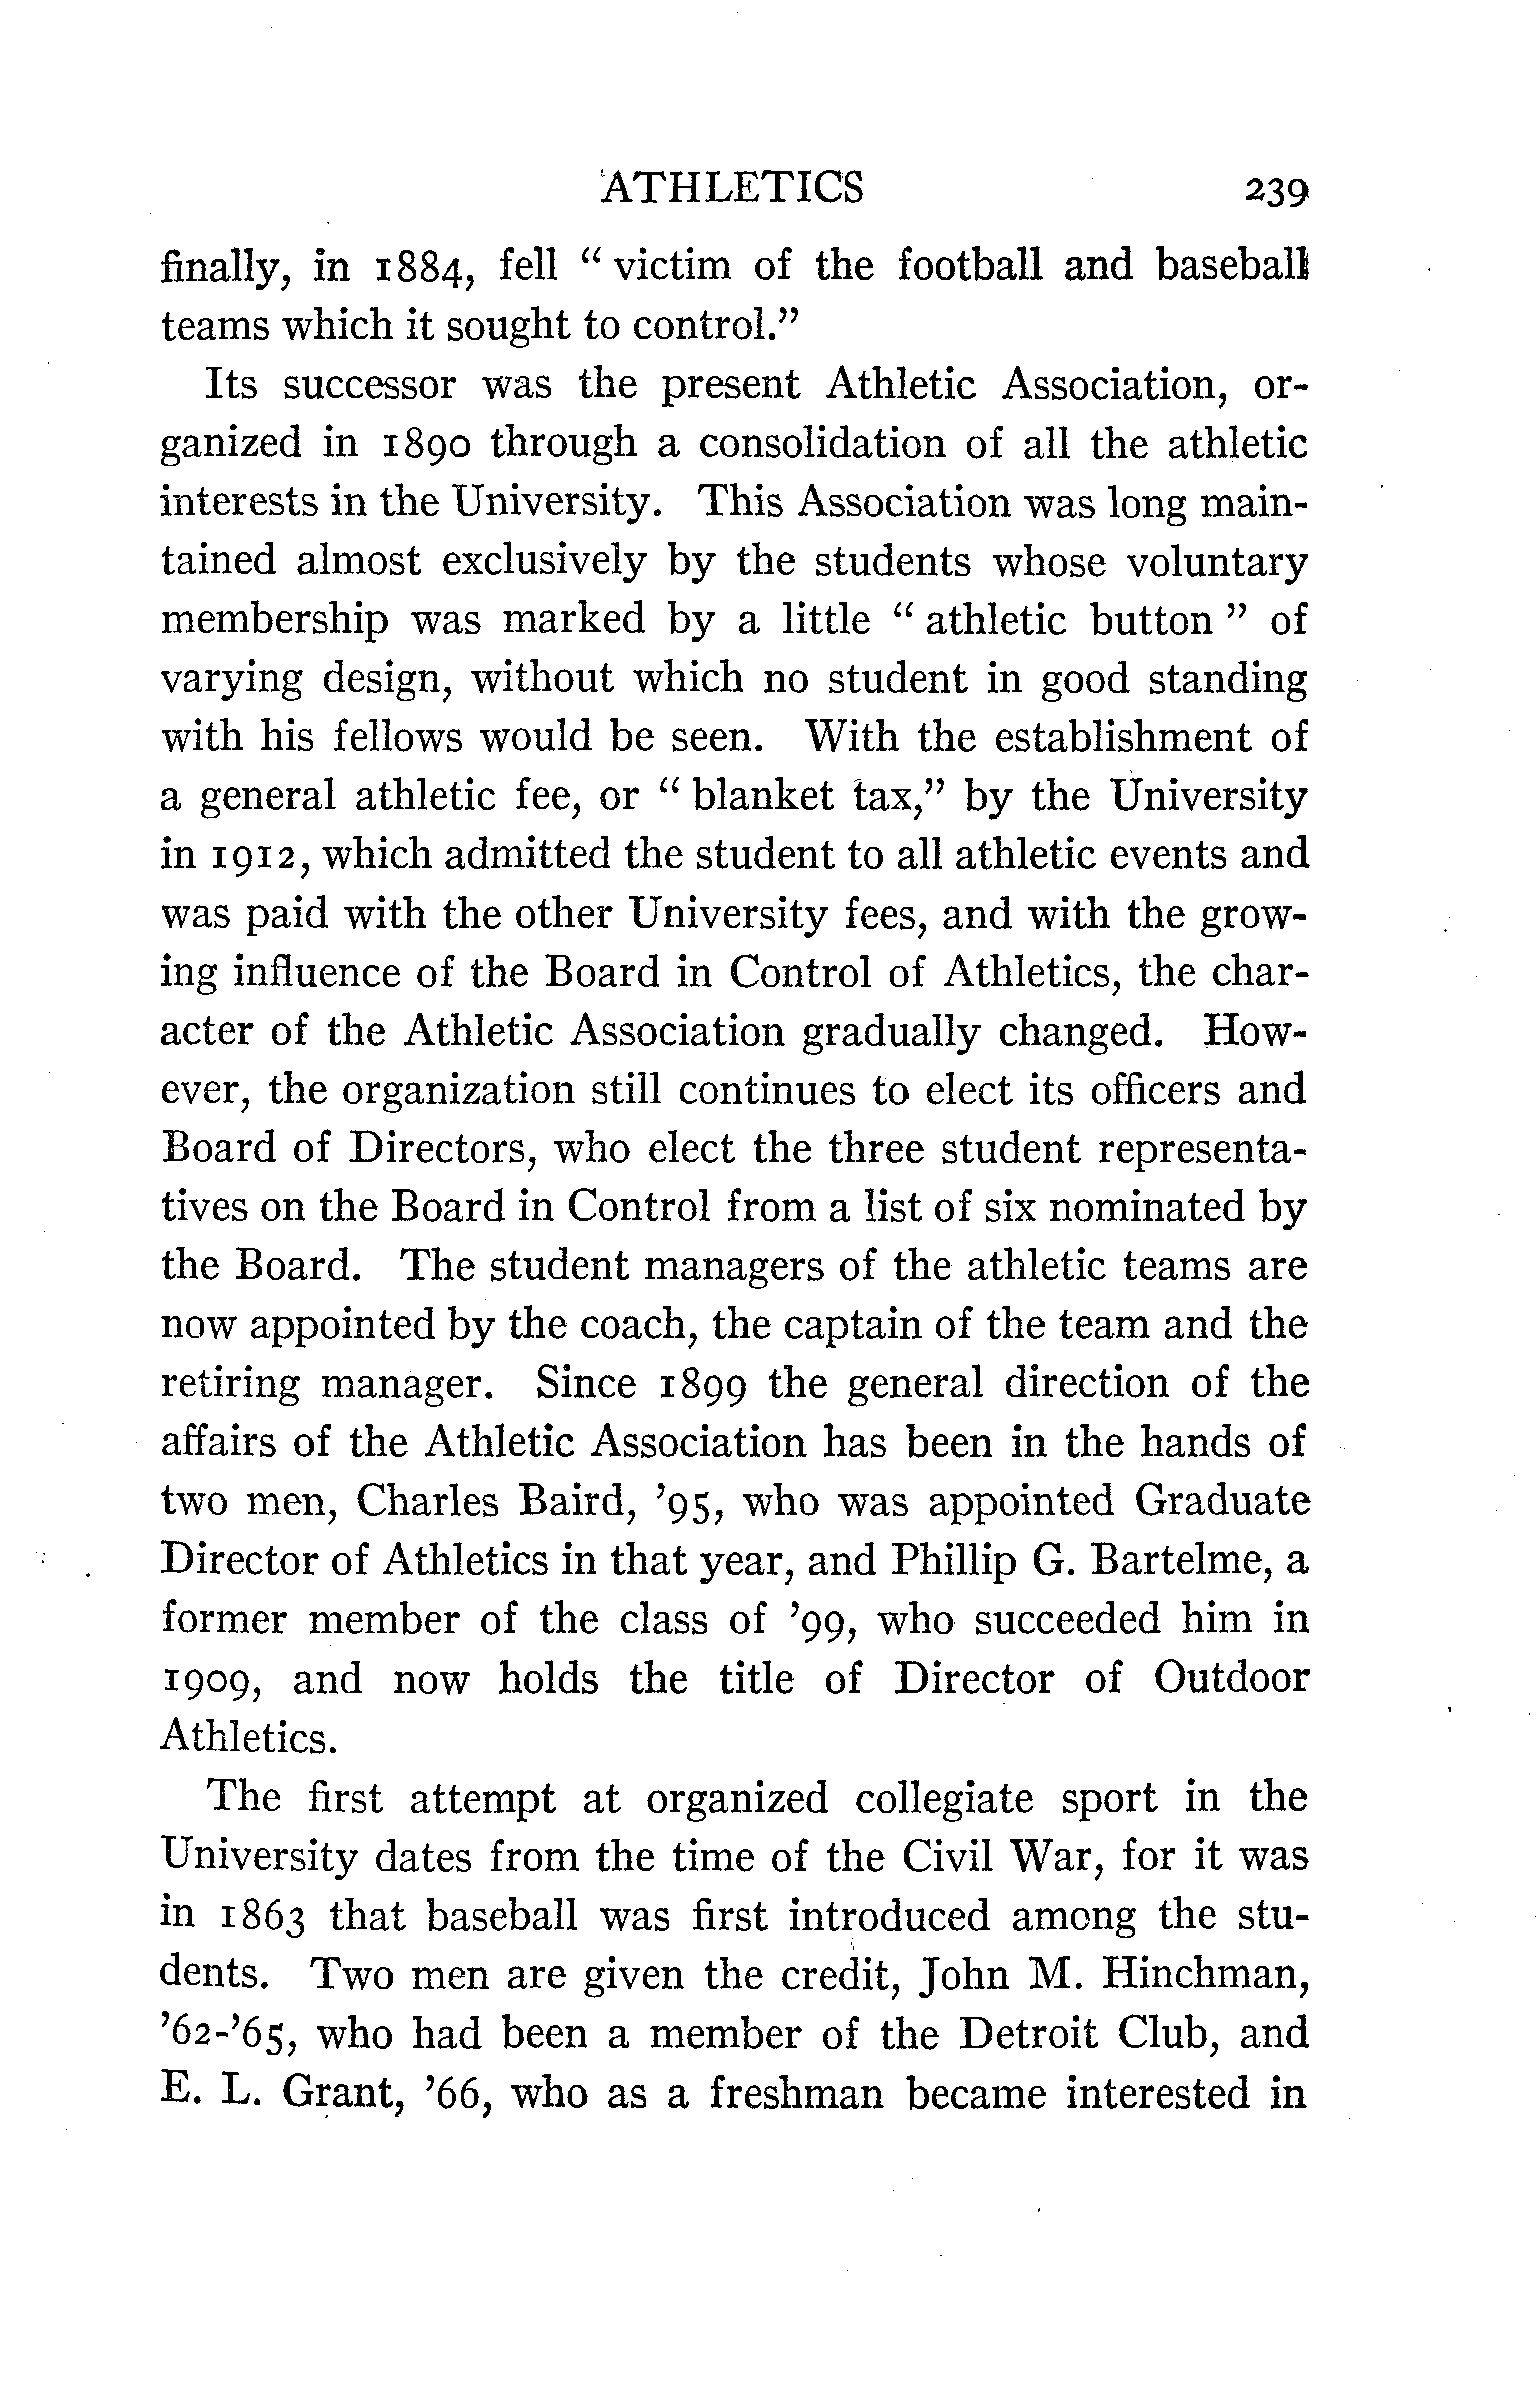 ATHLETICS 239
finally, in 1884, fell " victim of the football and baseball
teams which it sought to control."
Its successor was the present Athletic Association, or-
ganized in 1890 through a consolidation of all the athletic
interests in the University. This Association was long main-
tained almost exclusively by the students whose voluntary
membership was marked by a little " athletic button " of
varying design, without which no student in good standing
with his fellows would be seen. With the establishment of
a general athletic fee, or " blanket tax," by the University
in 1912, which admitted the student to all athletic events and
was paid with the other University fees, and with the grow-
ing influence of the Board in Control of Athletics, the char-
acter of the Athletic Association gradually changed. How-
ever, the organization still continues to elect its officers and
Board of Directors, who elect the three student representa-
tives on the Board in Control from a list of six nominated by
the Board. The student managers of the athletic teams are
now appointed by the coach, the captain of the team and the
retiring manager. Since 1899 the general direction of the
affairs of the Athletic Association has been in the hands of
two men, Charles Baird, '95, who was appointed Graduate
Director of Athletics in that year, and Phillip G. Bartelme, a
former member of the class of '99, who succeeded him in
1909, and now holds the title of Director of Outdoor
Athletics.
The first attempt at organized collegiate sport in the
University dates from the time of the Civil War, for it was
in 1863 that baseball was first introduced among the stu-
dents. Two men are given the credit, John M. Hinchman,
'62-'65, who had been a member of the Detroit Club, and
E. L. Grant, '66, who as a freshman became interested in